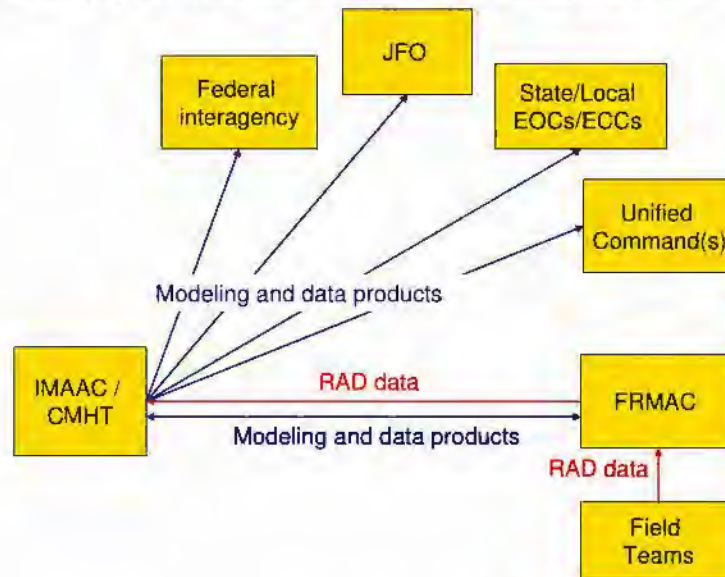 JFO
Federal
interagency
State/Local
EOCs/ECCs
Unified
Command(s)
Modeling and data products
IMAAC /
CMHT
RAD data
FRMAC
Modeling and data products
RAD data
Field
Teams